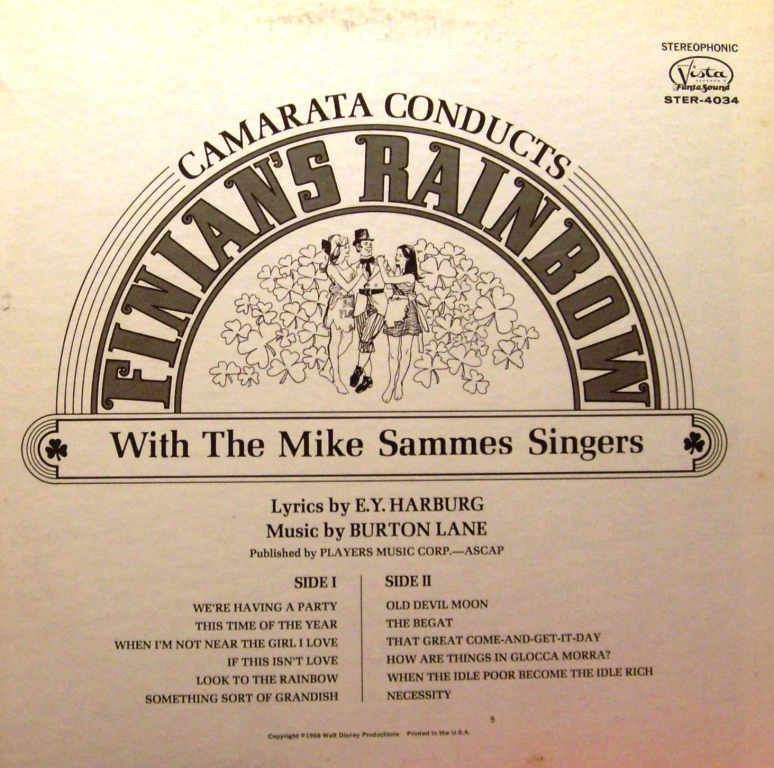 STEREOPHONIC
Vista
FantaSound
STER-4034
CAMARATA CONDUCTS
FINIAN'S RAINBOW
With The Mike Sammes Singers
Lyrics by E.Y. HARBURG
Music by BURTON LANE
Published by PLAYERS MUSIC CORP.—ASCAP
SIDE I
WE'RE HAVING A PARTY
THIS TIME OF THE YEAR
WHEN I'M NOT NEAR THE GIRL I LOVE
IF THIS ISN'T LOVE
LOOK TO THE RAINBOW
SOMETHING SORT OF GRANDISH
SIDE II
OLD DEVIL MOON
THE BEGAT
THAT GREAT COME-AND-GET-IT-DAY
HOW ARE THINGS IN GLOCCA MORRA?
WHEN THE IDLE POOR BECOME THE IDLE RICH
NECESSITY
5
Copyright ©1968 Walt Disney Productions Printed in the U.S.A.